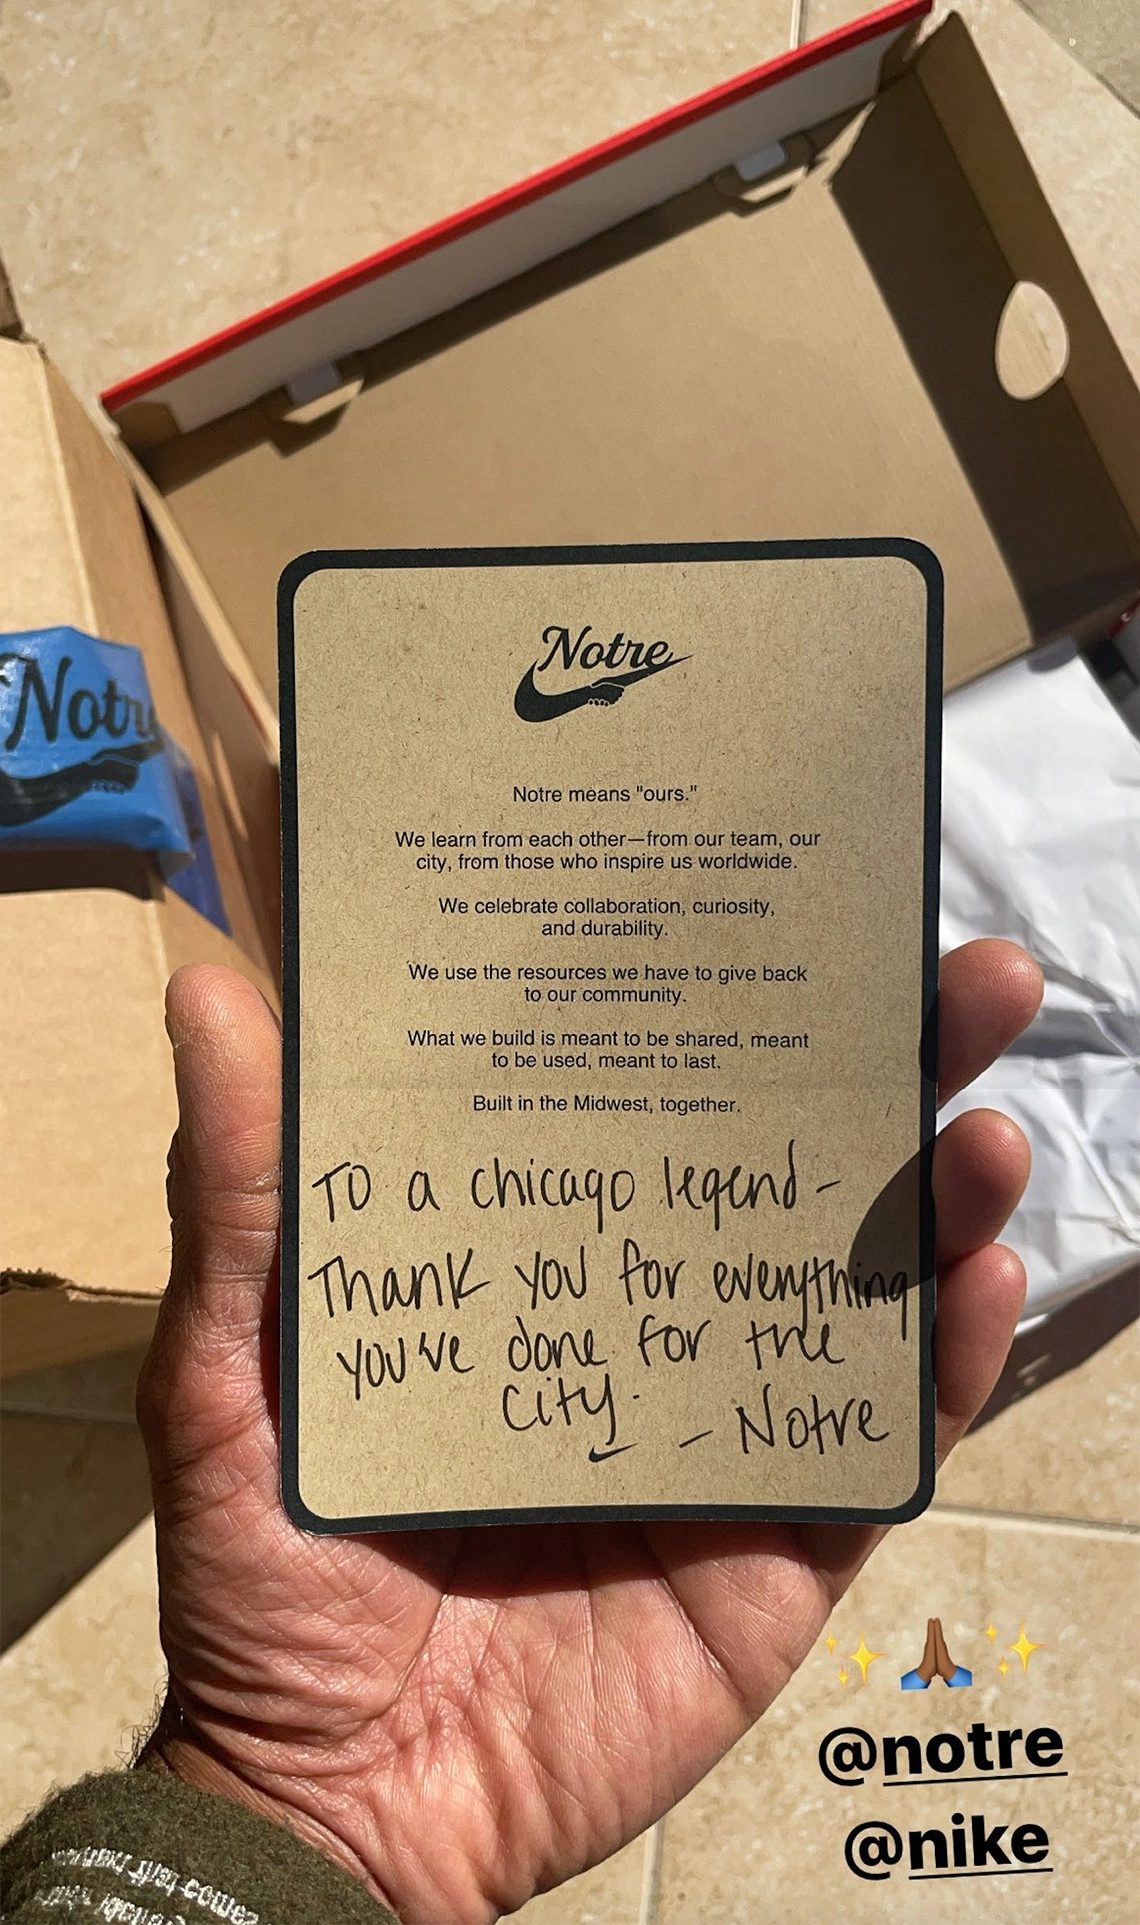 Notre
Notre
Notre means "ours."
We learn from each other—from our team, our
city, from those who inspire us worldwide.
We celebrate collaboration, curiosity,
and durability.
We use the resources we have to give back
to our community.
What we build is meant to be shared, meant
to be used, meant to last.
Built in the Midwest, together.
To a chicago legend-
Thank you for everything
you've done for the
City.
- Notre
@notre
@nike